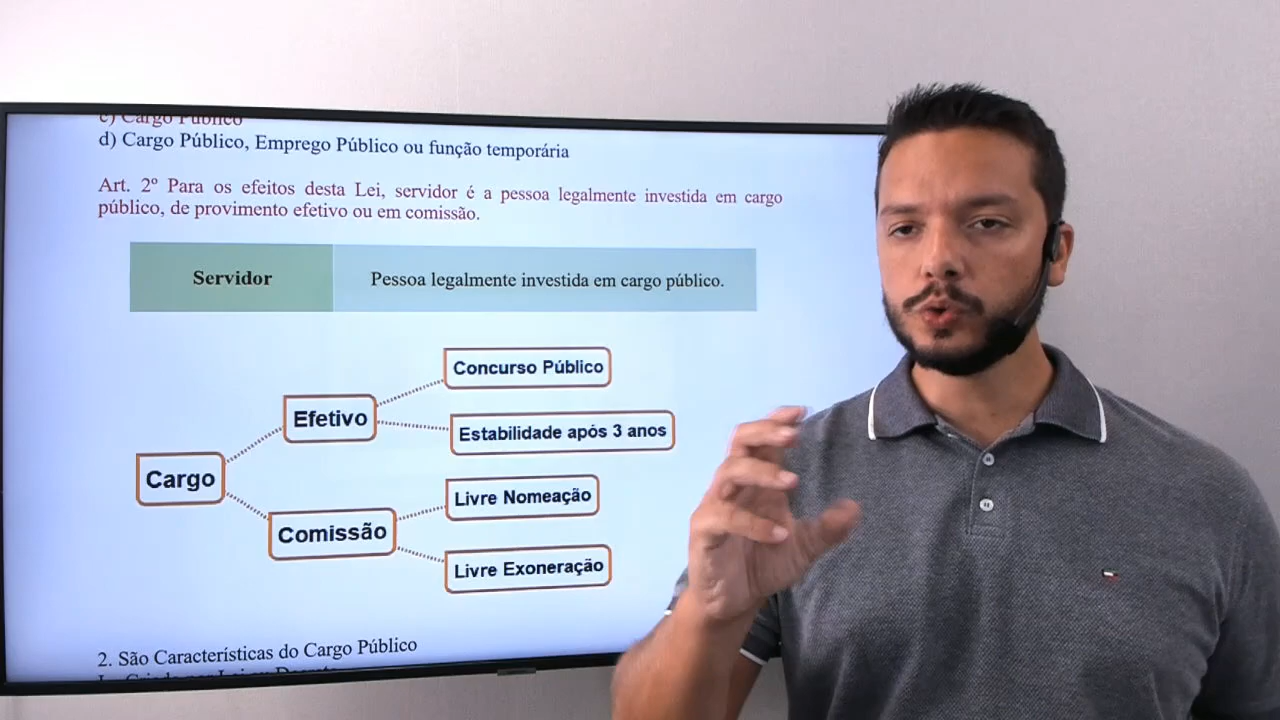 c) Cargo Público
d) Cargo Público, Emprego Público ou função temporária
Art. 2º Para os efeitos desta Lei, servidor é a pessoa legalmente investida em cargo
público, de provimento efetivo ou em comissão.
Servidor
Pessoa legalmente investida em cargo público.
Concurso Público
Efetivo
Estabilidade após 3 anos
Cargo
Livre Nomeação
Comissão
Livre Exoneração
2. São Características do Cargo Público